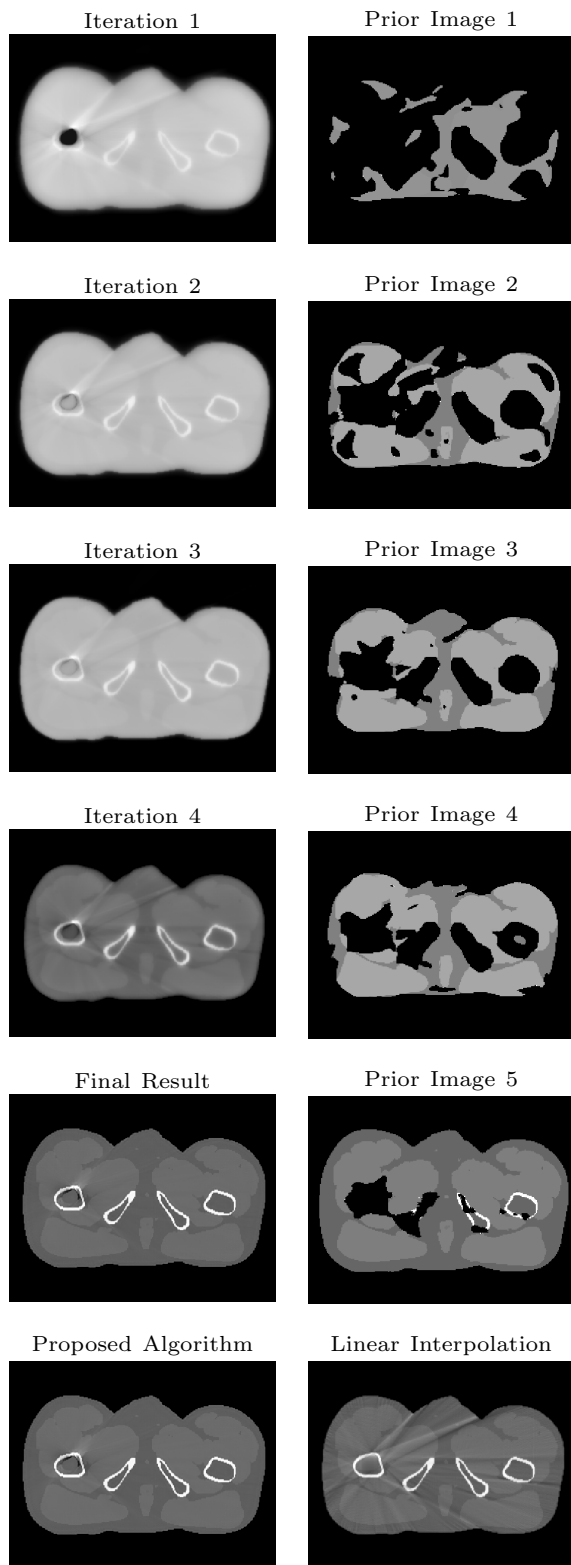 Iteration 1
Prior Image 1
Iteration 2
Prior Image 2
Iteration 3
Prior Image 3
Iteration 4
Prior Image 4
Final Result
Prior Image 5
Proposed Algorithm
Linear Interpolation